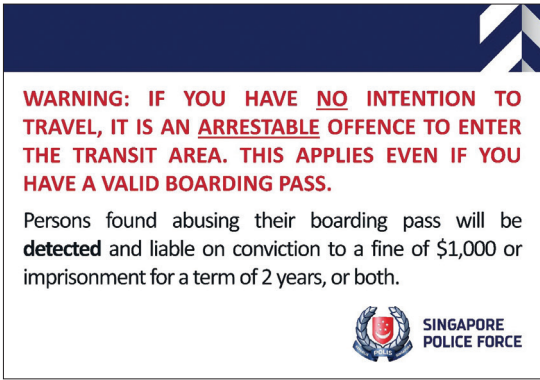 WARNING: IF YOU HAVE NO INTENTION TO
TRAVEL, IT IS AN ARRESTABLE OFFENCE TO ENTER
THE TRANSIT AREA. THIS APPLIES EVEN IF YOU
HAVE A VALID BOARDING PASS.
Persons found abusing their boarding pass will be
detected and liable on conviction to a fine of $1,000 or
imprisonment for a term of 2 years, or both.
POLIS
SINGAPORE
POLICE FORCE